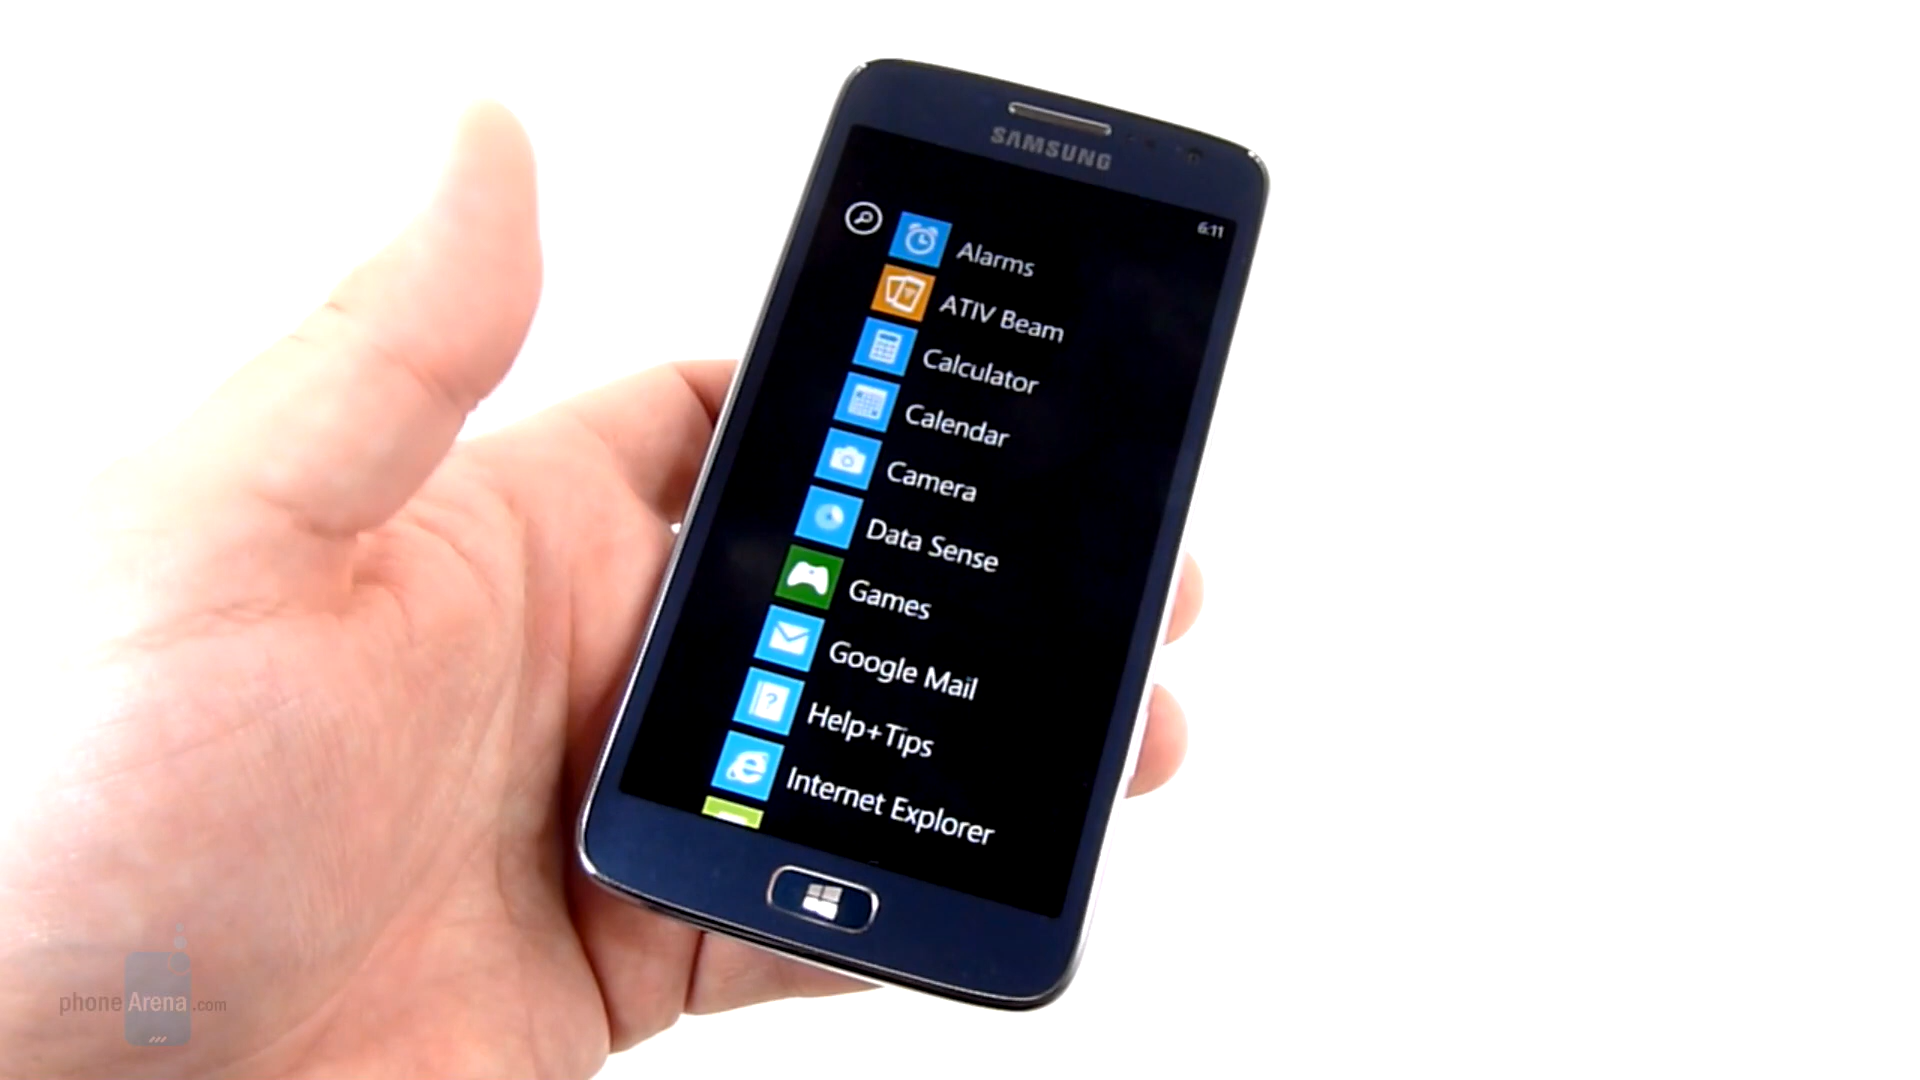 SAMSUNG
6:11
Alarms
ATIV Beam
Calculator
Calendar
Camera
Data Sense
Games
Google Mail
Help+Tips
Internet Explorer
phoneArena.com